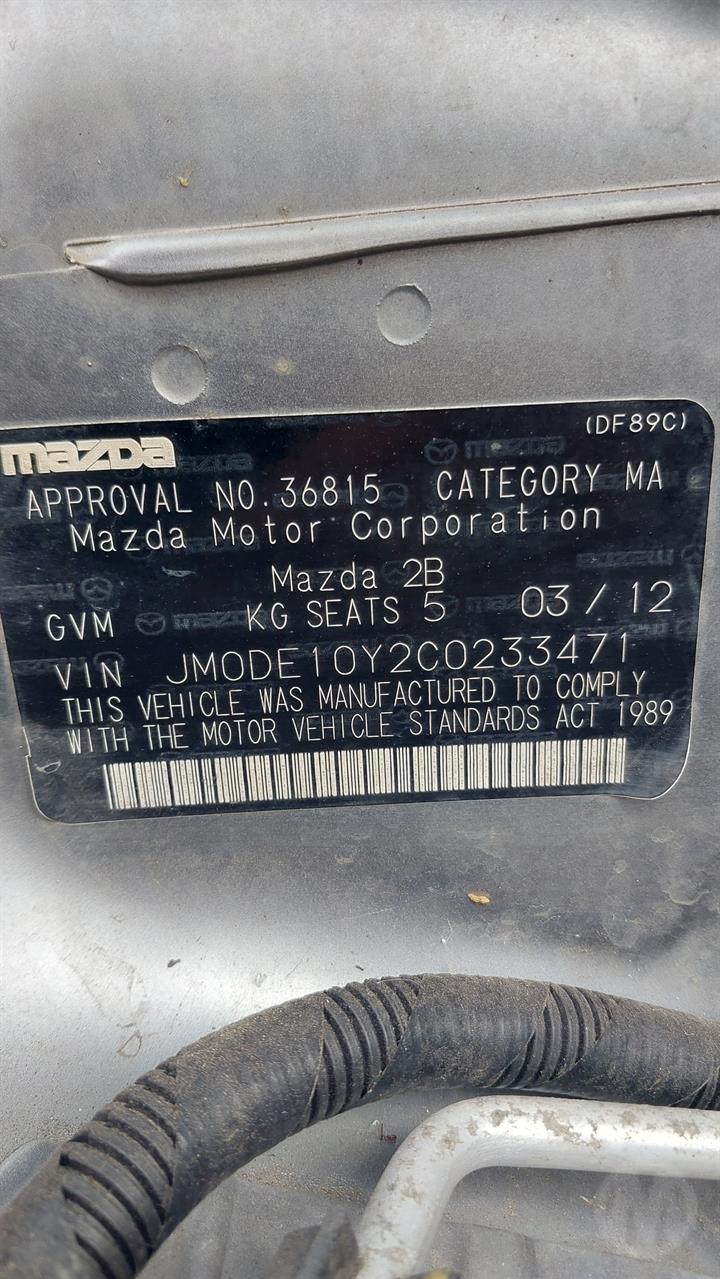 (DF89C)
mazda
APPROVAL NO.36815 CATEGORY MA
Mazda Motor Corporation
Mazda 2B
GVM KG SEATS 5 03/12
VIN JM0DE10Y2C0233471
THIS VEHICLE WAS MANUFACTURED TO COMPLY
WITH THE MOTOR VEHICLE STANDARDS ACT 1989